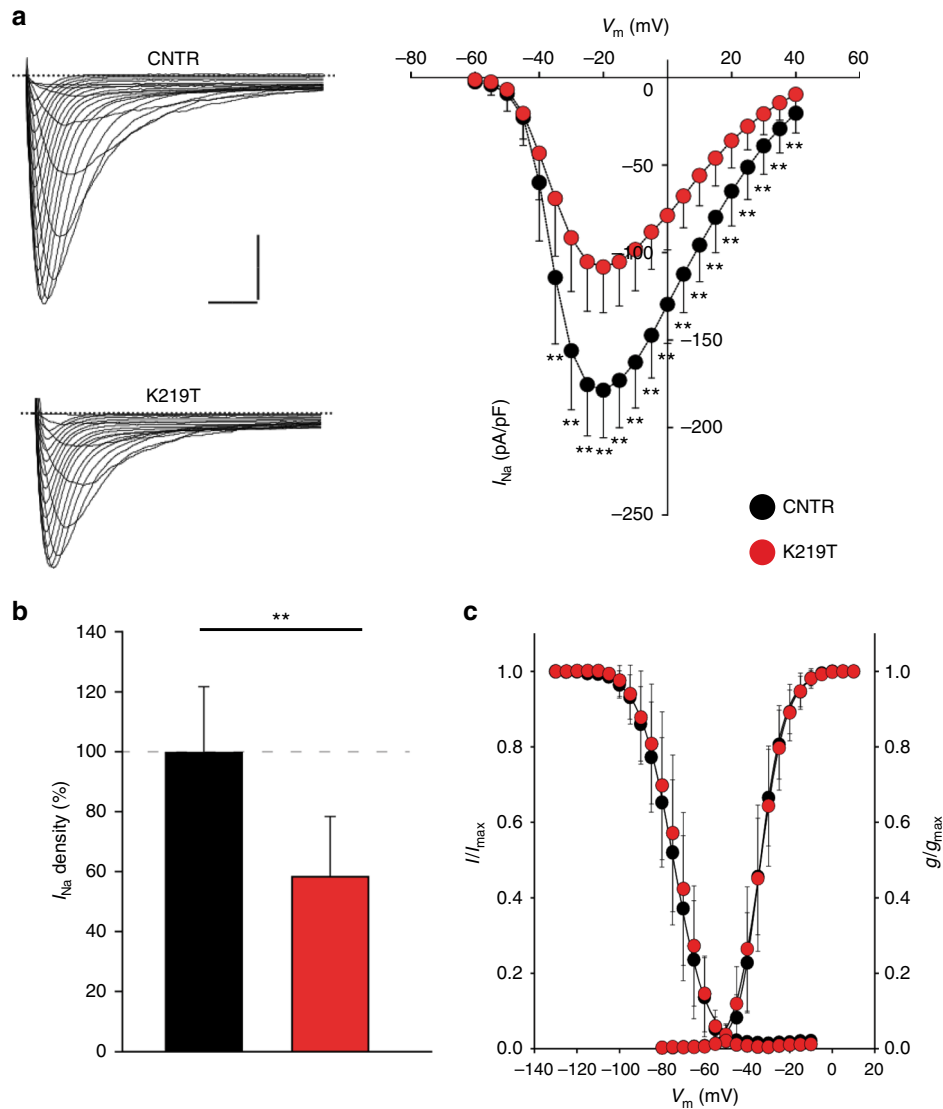 a
CNTR
K219T
Vm (mV)
−80 −60 −40 −20 0 20 40 60
−50
−100
−150
−200
−250
INa (pA/pF)
** ** ** ** ** ** ** ** ** ** ** ** ** ** ** **
CNTR
K219T
b
**
140
120
100
80
60
40
20
0
INa density (%)
c
1.0 1.0
0.8 0.8
0.6 0.6
0.4 0.4
0.2 0.2
0.0 0.0
I/Imax
g/gmax
−140 −120 −100 −80 −60 −40 −20 0 20
Vm (mV)